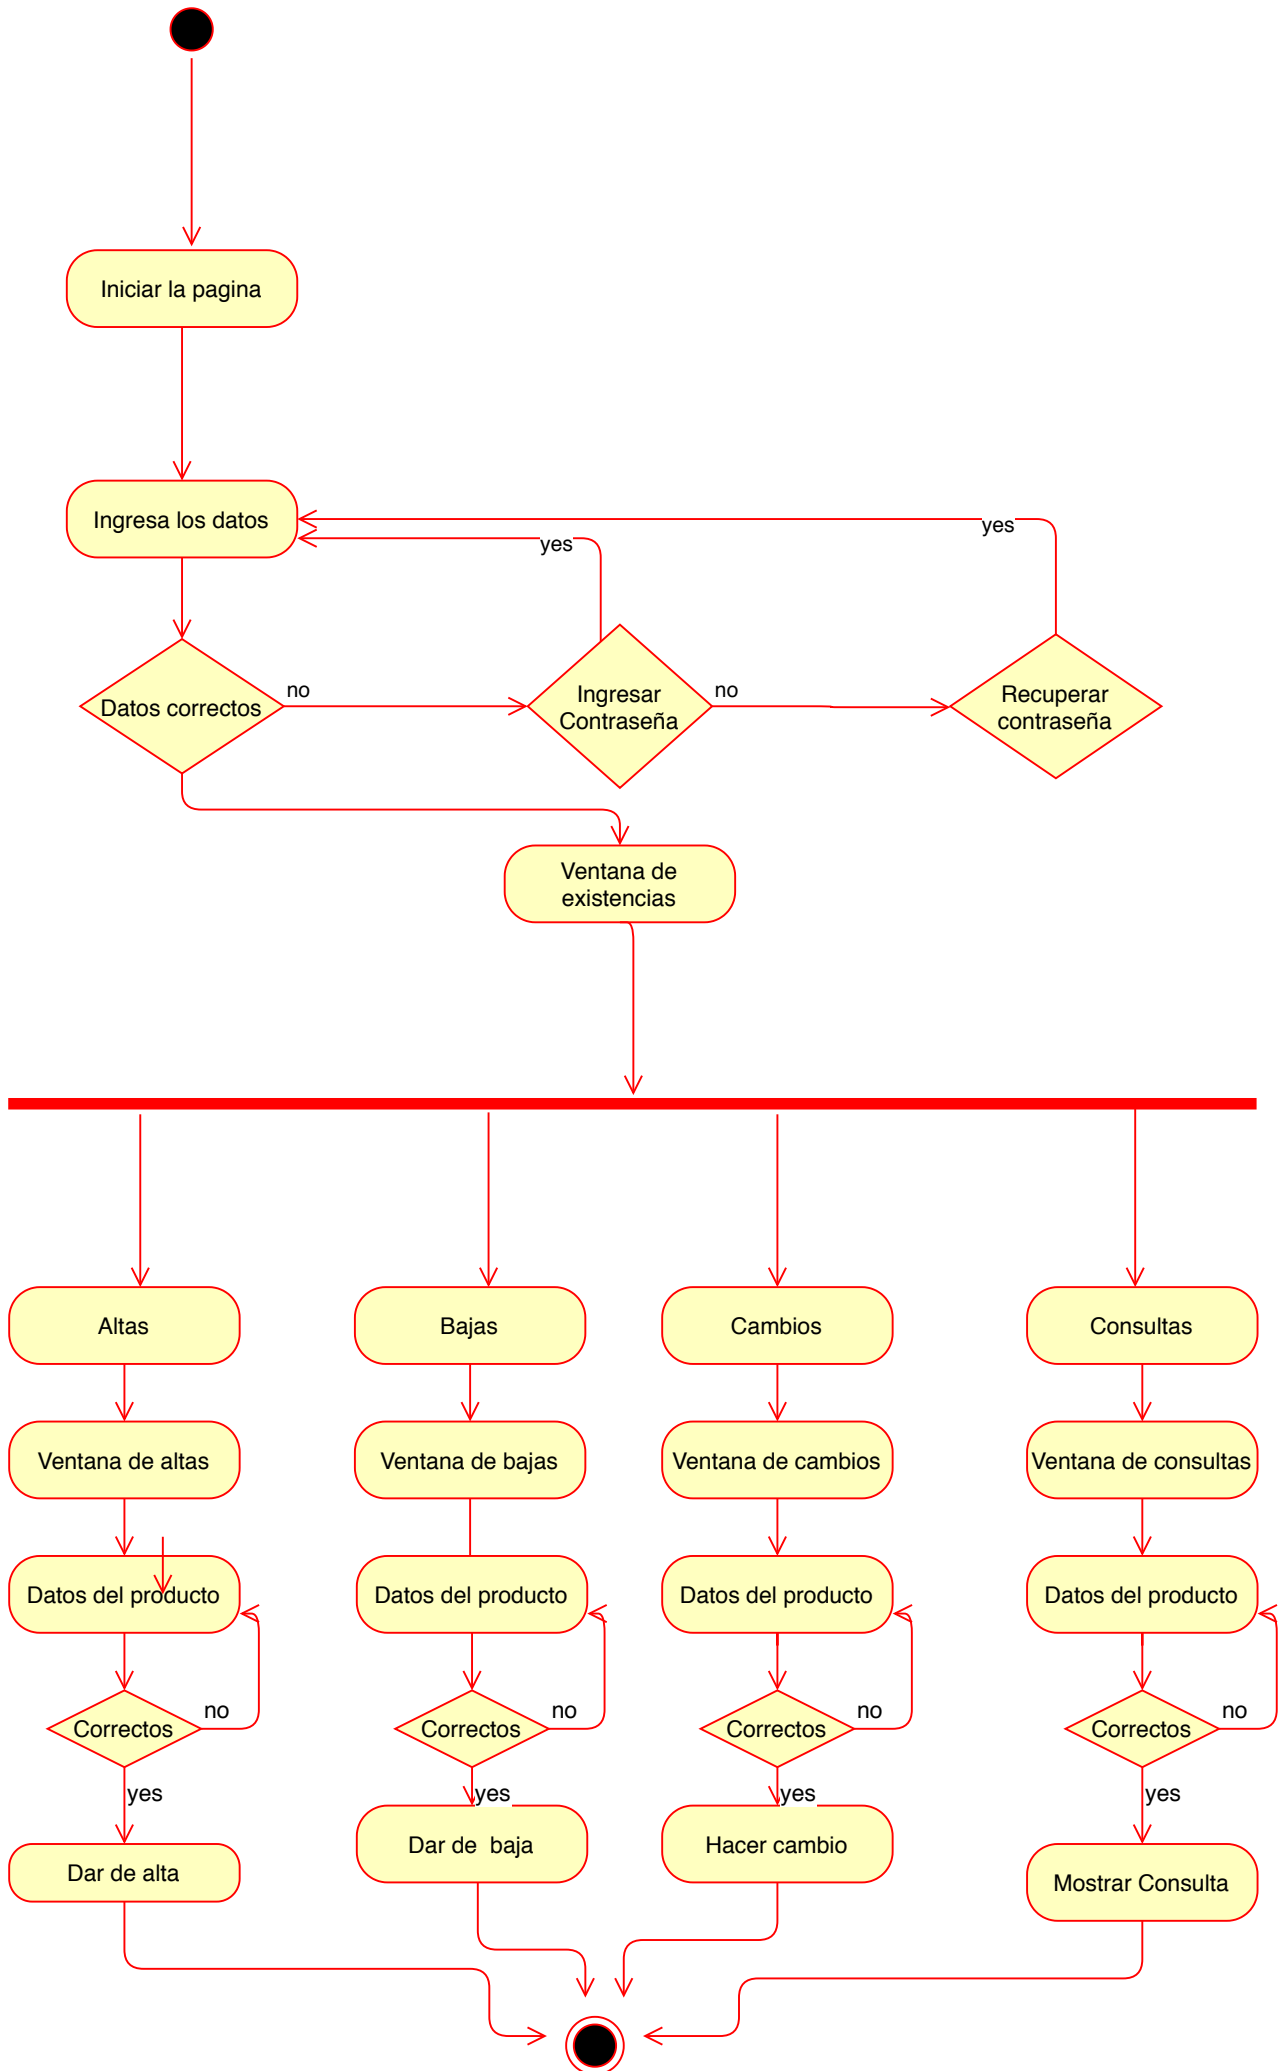 Iniciar la pagina
Ingresa los datos
yes
yes
Datos correctos
no
Ingresar
Contraseña
no
Recuperar
contraseña
Ventana de
existencias
Altas
Bajas
Cambios
Consultas
Ventana de altas
Ventana de bajas
Ventana de cambios
Ventana de consultas
Datos del producto
Datos del producto
Datos del producto
Datos del producto
Correctos
no
Correctos
no
Correctos
no
Correctos
no
yes
yes
yes
yes
Dar de alta
Dar de  baja
Hacer cambio
Mostrar Consulta